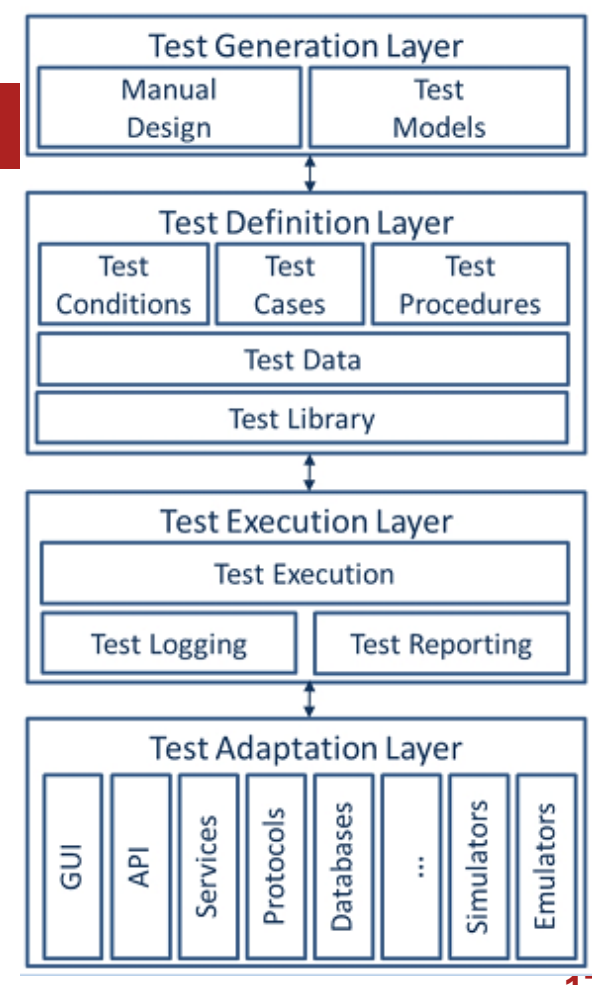 Test Generation Layer
Manual
Design
Test
Models
Test Definition Layer
Test
Conditions
Test
Cases
Test
Procedures
Test Data
Test Library
Test Execution Layer
Test Execution
Test Logging
Test Reporting
Test Adaptation Layer
GUI
API
Services
Protocols
Databases
...
Simulators
Emulators